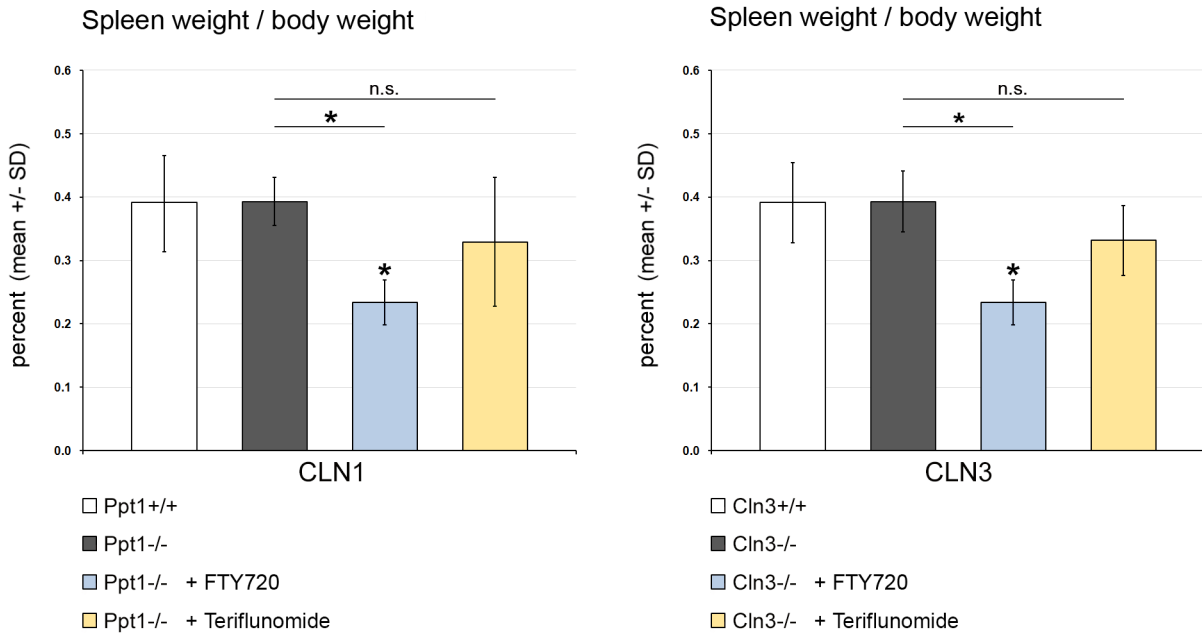 Spleen weight / body weight
percent (mean +/- SD)
0.6
0.5
0.4
0.3
0.2
0.1
0.0
n.s.
*
*
CLN1
Ppt1+/+
Ppt1-/-
Ppt1-/- + FTY720
Ppt1-/- + Teriflunomide
Spleen weight / body weight
percent (mean +/- SD)
0.6
0.5
0.4
0.3
0.2
0.1
0.0
n.s.
*
*
CLN3
Cln3+/+
Cln3-/-
Cln3-/- + FTY720
Cln3-/- + Teriflunomide